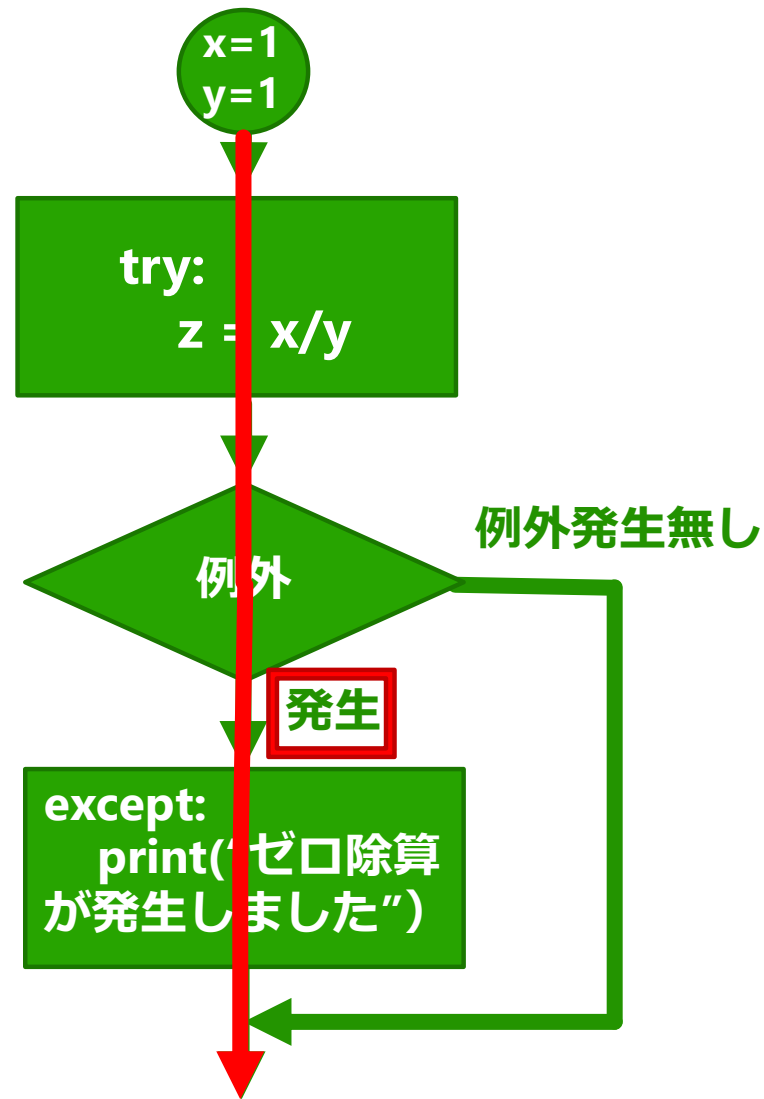 x=1
y=1
try:
z = x/y
例外
例外発生無し
発生
except:
print(“ゼロ除算
が発生しました”）